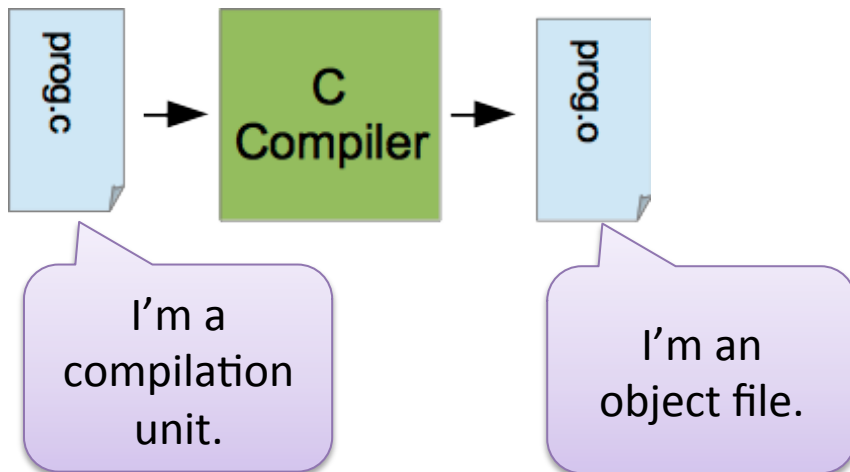 prog.c
C
Compiler
prog.o
I’m a
compilation
unit.
I’m an
object file.